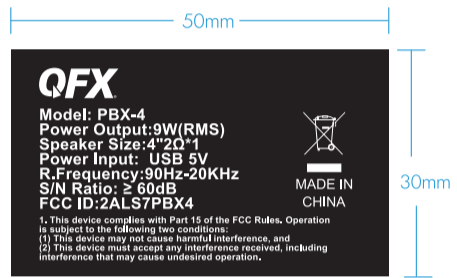 50mm
QFX
Model: PBX-4
Power Output:9W(RMS)
Speaker Size:4"2Ω*1
Power Input: USB 5V
R.Frequency:90Hz-20KHz
S/N Ratio: ≥ 60dB
FCC ID:2ALS7PBX4
MADE IN
CHINA
30mm
1. This device complies with Part 15 of the FCC Rules. Operation
is subject to the following two conditions:
(1) This device may not cause harmful interference, and
(2) This device must accept any interference received, including
interference that may cause undesired operation.